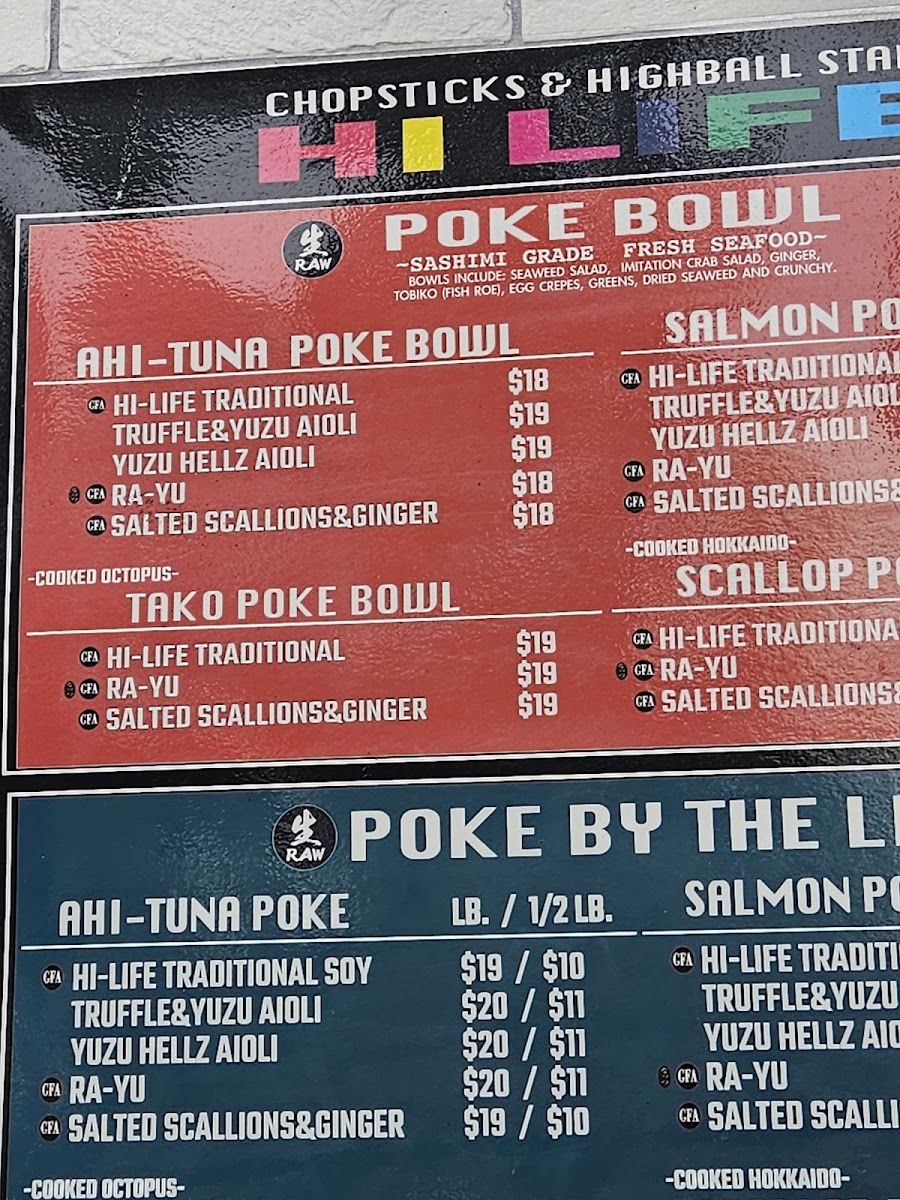 CHOPSTICKS & HIGHBALL STA
HI LIFE
生
RAW
POKE BOWL
~SASHIMI GRADE FRESH SEAFOOD~
BOWLS INCLUDE: SEAWEED SALAD, IMITATION CRAB SALAD, GINGER,
TOBIKO (FISH ROE), EGG CREPES, GREENS, DRIED SEAWEED AND CRUNCHY.
AHI-TUNA POKE BOWL
GFA HI-LIFE TRADITIONAL $18
TRUFFLE&YUZU AIOLI $19
YUZU HELLZ AIOLI $19
GFA RA-YU $18
GFA SALTED SCALLIONS&GINGER $18
SALMON PO
GFA HI-LIFE TRADITIONAL
TRUFFLE&YUZU AIOL
YUZU HELLZ AIOLI
GFA RA-YU
GFA SALTED SCALLIONS&
-COOKED OCTOPUS-
TAKO POKE BOWL
GFA HI-LIFE TRADITIONAL $19
GFA RA-YU $19
GFA SALTED SCALLIONS&GINGER $19
-COOKED HOKKAIDO-
SCALLOP PO
GFA HI-LIFE TRADITIONA
GFA RA-YU
GFA SALTED SCALLIONS&
生
RAW
POKE BY THE L
AHI-TUNA POKE LB. / 1/2 LB.
GFA HI-LIFE TRADITIONAL SOY $19 / $10
TRUFFLE&YUZU AIOLI $20 / $11
YUZU HELLZ AIOLI $20 / $11
GFA RA-YU $20 / $11
GFA SALTED SCALLIONS&GINGER $19 / $10
SALMON PO
GFA HI-LIFE TRADITI
TRUFFLE&YUZU
YUZU HELLZ AIO
GFA RA-YU
GFA SALTED SCALLI
-COOKED OCTOPUS-
-COOKED HOKKAIDO-